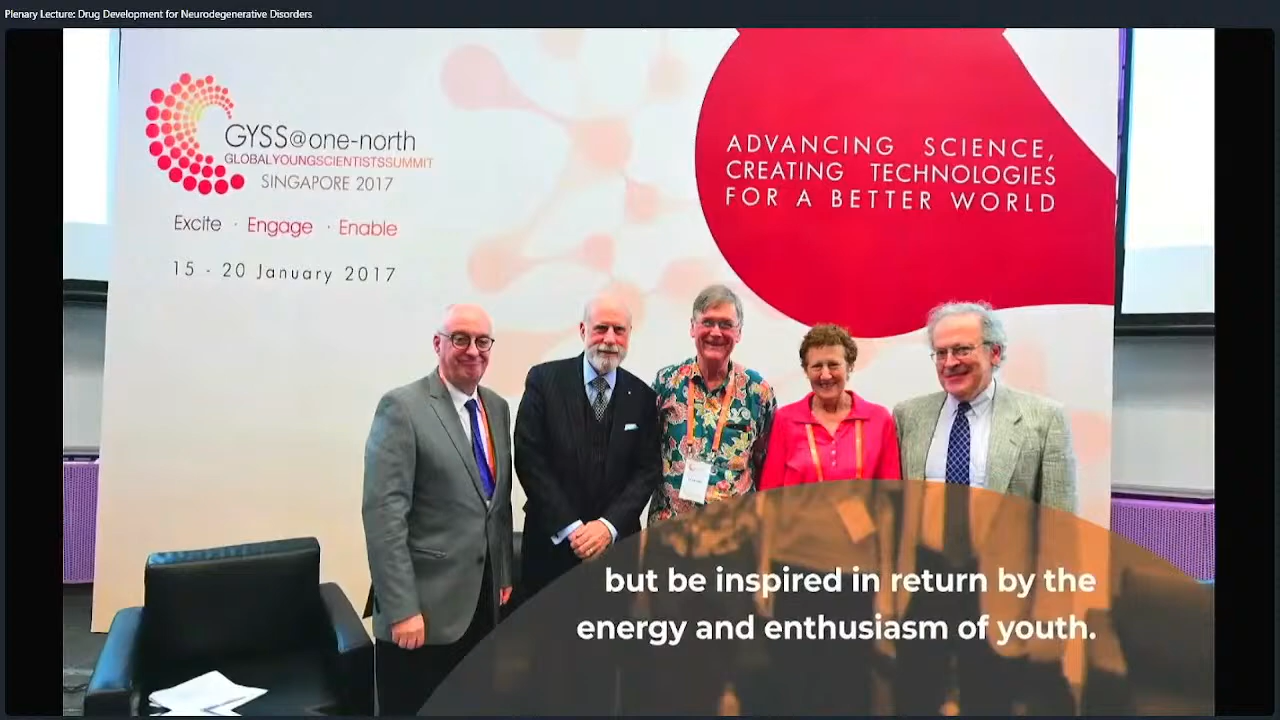 Plenary Lecture: Drug Development for Neurodegenerative Disorders
GYSS@one-north
GLOBALYOUNGSCIENTISTSSUMMIT
SINGAPORE 2017
Excite · Engage · Enable
15 - 20 January 2017
ADVANCING SCIENCE,
CREATING TECHNOLOGIES
FOR A BETTER WORLD
but be inspired in return by the
energy and enthusiasm of youth.